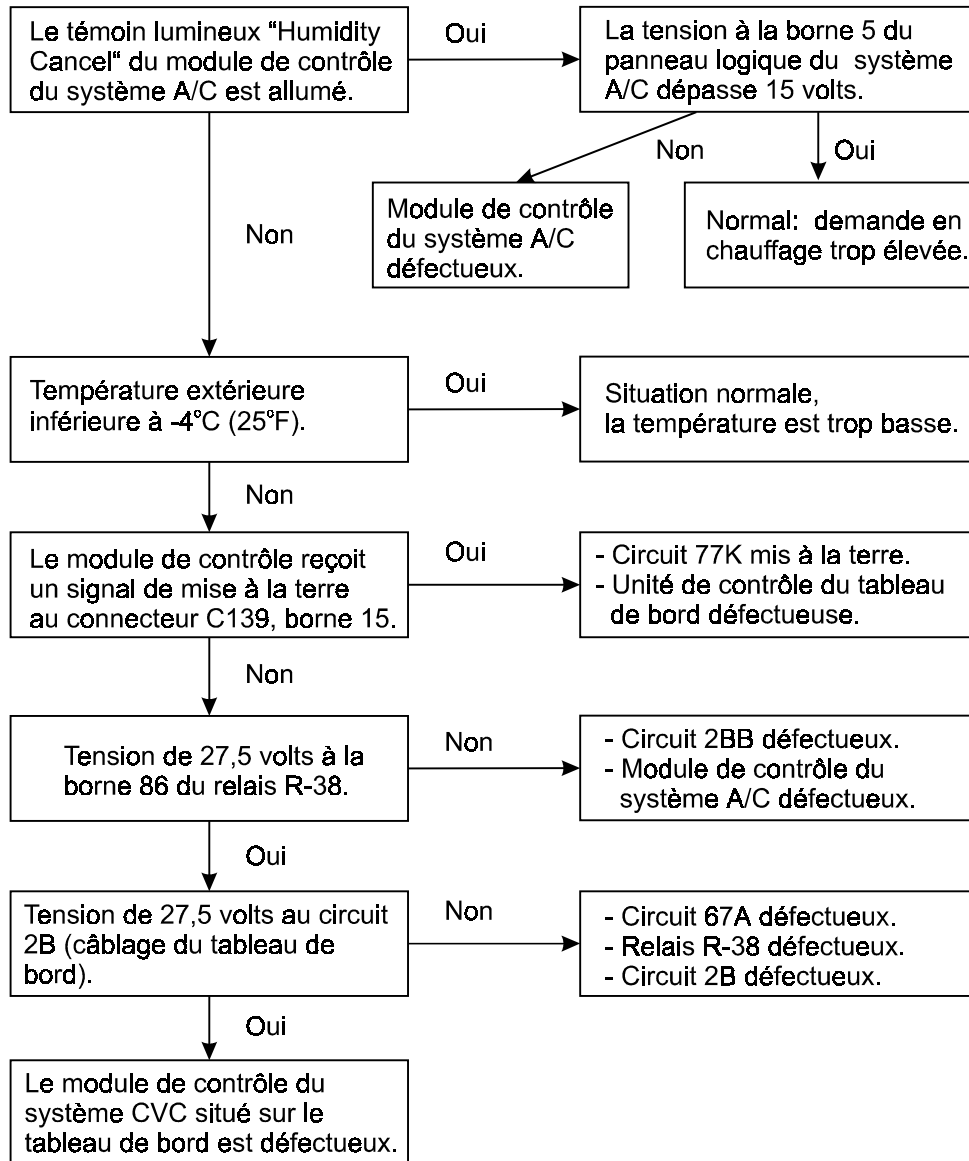 Le témoin lumineux “Humidity
Cancel“ du module de contrôle
du système A/C est allumé.
Oui
La tension à la borne 5 du
panneau logique du système
A/C dépasse 15 volts.
Non
Oui
Module de contrôle
du système A/C
défectueux.
Normal: demande en
chauffage trop élevée.
Non
Température extérieure
inférieure à -4°C (25°F).
Oui
Situation normale,
la température est trop basse.
Non
Le module de contrôle reçoit
un signal de mise à la terre
au connecteur C139, borne 15.
Oui
- Circuit 77K mis à la terre.
- Unité de contrôle du tableau
de bord défectueuse.
Non
Tension de 27,5 volts à la
borne 86 du relais R-38.
Non
- Circuit 2BB défectueux.
- Module de contrôle du
système A/C défectueux.
Oui
Tension de 27,5 volts au circuit
2B (câblage du tableau de
bord).
Non
- Circuit 67A défectueux.
- Relais R-38 défectueux.
- Circuit 2B défectueux.
Oui
Le module de contrôle du
système CVC situé sur le
tableau de bord est défectueux.